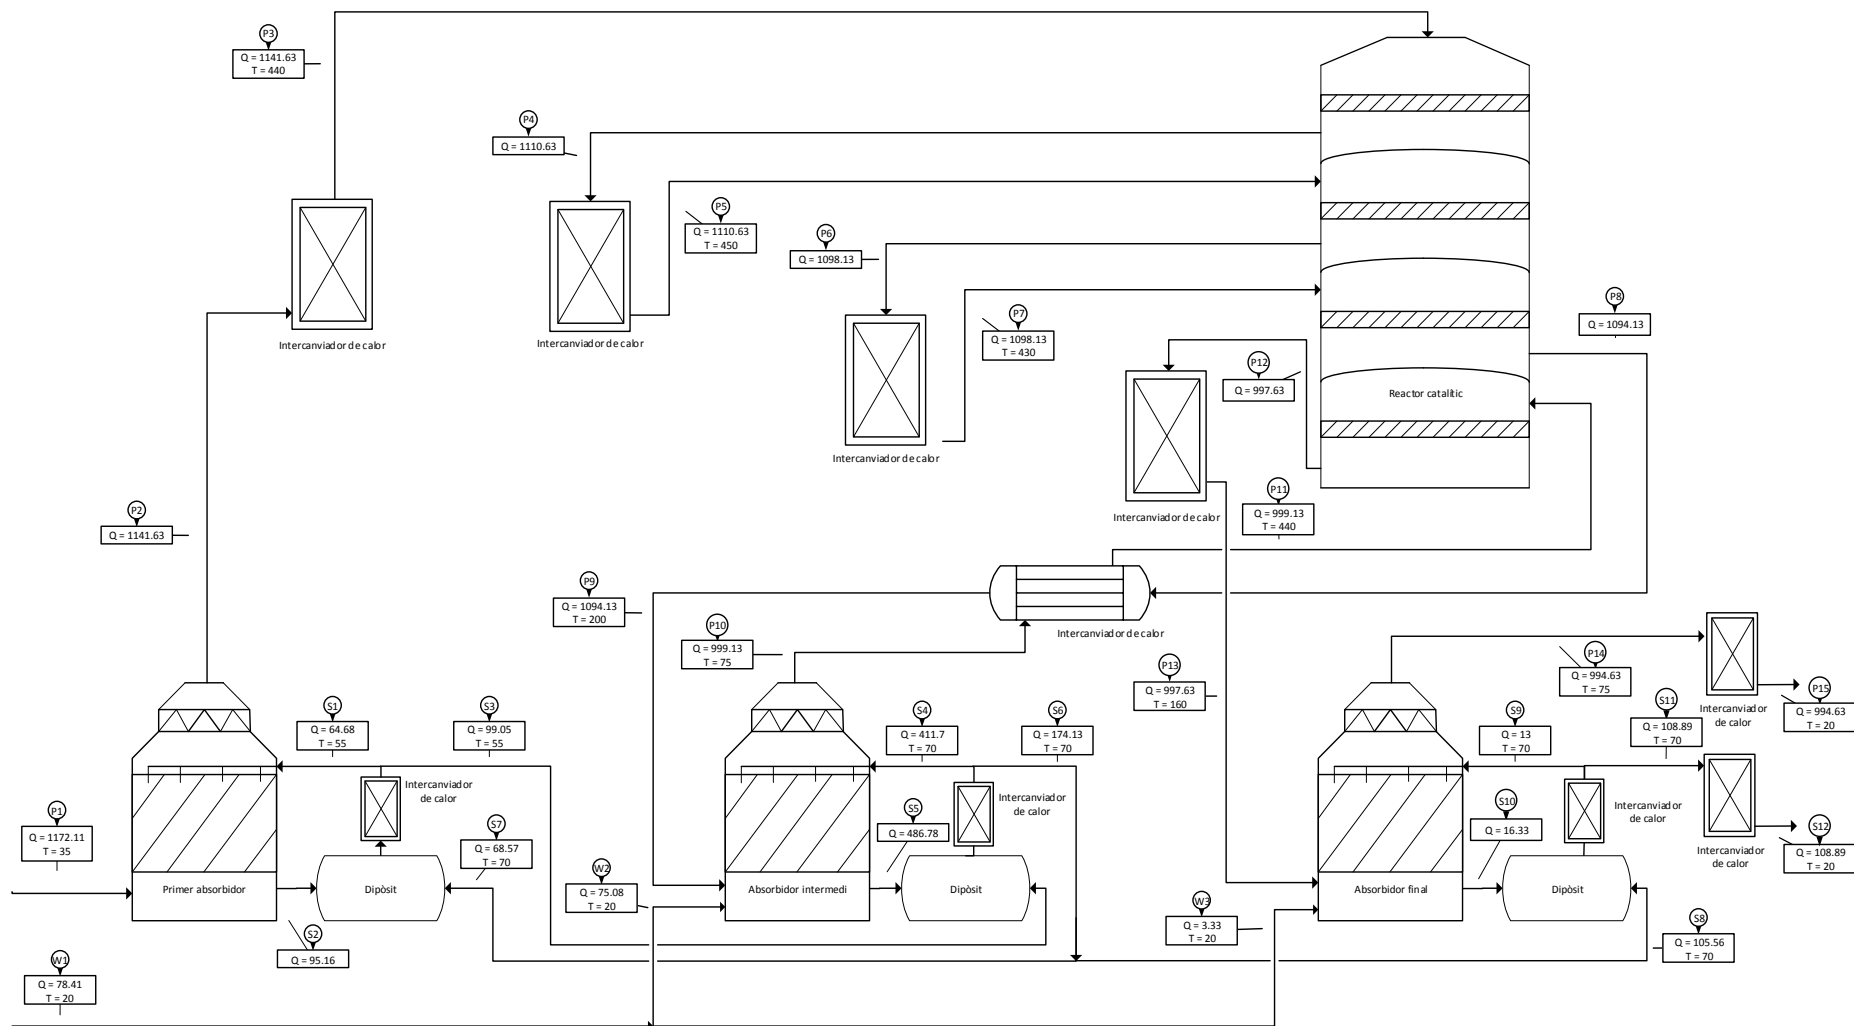 P3
Q = 1141.63
T = 440
P4
Q = 1110.63
P5
Q = 1110.63
T = 450
P6
Q = 1098.13
P7
Q = 1098.13
T = 430
P8
Q = 1094.13
Intercanviador de calor
Intercanviador de calor
P12
Q = 997.63
Reactor catalític
Intercanviador de calor
P2
Q = 1141.63
Intercanviador de calor
P11
Q = 999.13
T = 440
P9
Q = 1094.13
T = 200
P10
Q = 999.13
T = 75
Intercanviador de calor
P13
Q = 997.63
T = 160
P14
Q = 994.63
T = 75
P15
Q = 994.63
T = 20
Intercanviador
de calor
S1
Q = 64.68
T = 55
S3
Q = 99.05
T = 55
S4
Q = 411.7
T = 70
S6
Q = 174.13
T = 70
S9
Q = 13
T = 70
S11
Q = 108.89
T = 70
Intercanviador
de calor
Intercanviador
de calor
Intercanviador
de calor
P1
Q = 1172.11
T = 35
S7
Q = 68.57
T = 70
S5
Q = 486.78
S10
Q = 16.33
S12
Q = 108.89
T = 20
Intercanviador
de calor
Primer absorbidor
Dipòsit
W2
Q = 75.08
T = 20
Absorbidor intermedi
Dipòsit
W3
Q = 3.33
T = 20
Absorbidor final
Dipòsit
S2
Q = 95.16
S8
Q = 105.56
T = 70
W1
Q = 78.41
T = 20